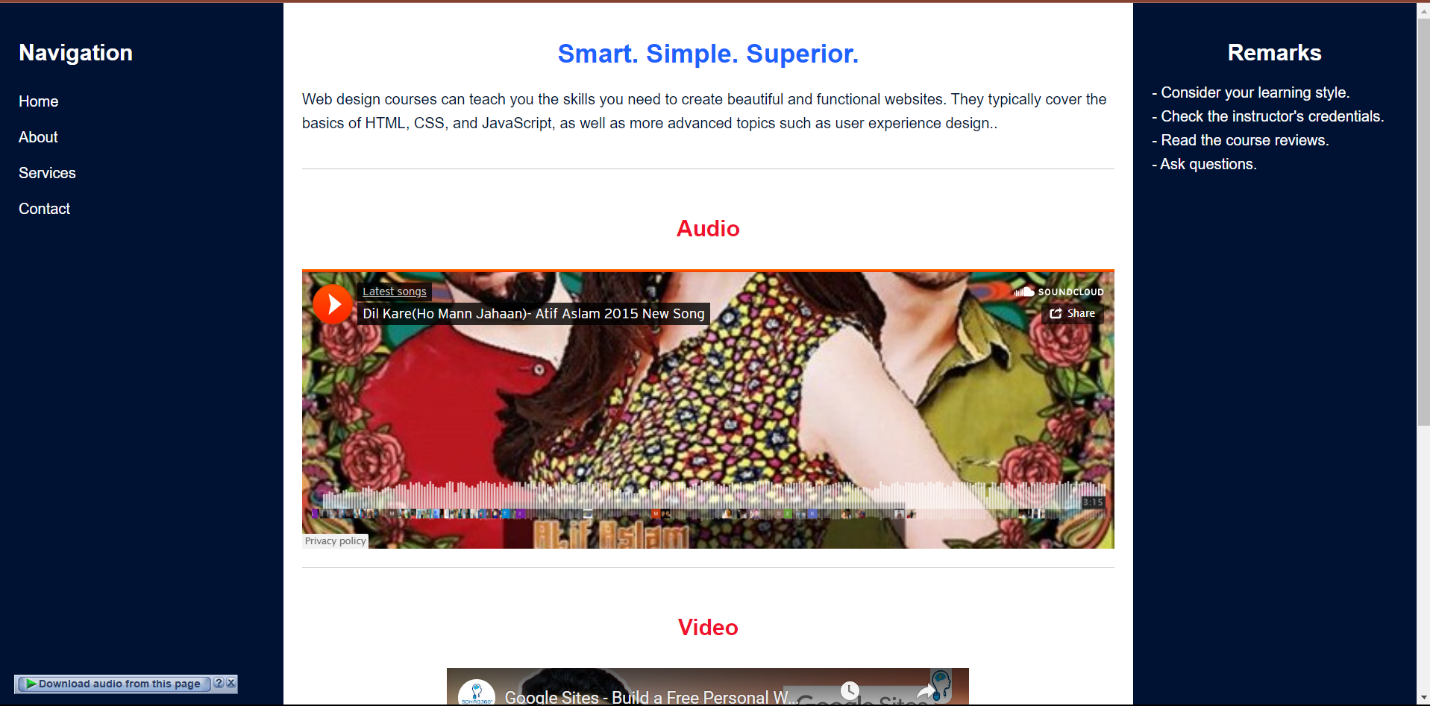 Navigation
Home
About
Services
Contact
Smart. Simple. Superior.
Web design courses can teach you the skills you need to create beautiful and functional websites. They typically cover the
basics of HTML, CSS, and JavaScript, as well as more advanced topics such as user experience design..
Audio
Latest songs
Dil Kare(Ho Mann Jahaan)- Atif Aslam 2015 New Song
SOUNDCLOUD
Share
3:15
Atif Aslam
Privacy policy
Video
Google Sites - Build a Free Personal W...
Google Sites
Remarks
- Consider your learning style.
- Check the instructor's credentials.
- Read the course reviews.
- Ask questions.
Download audio from this page ? X